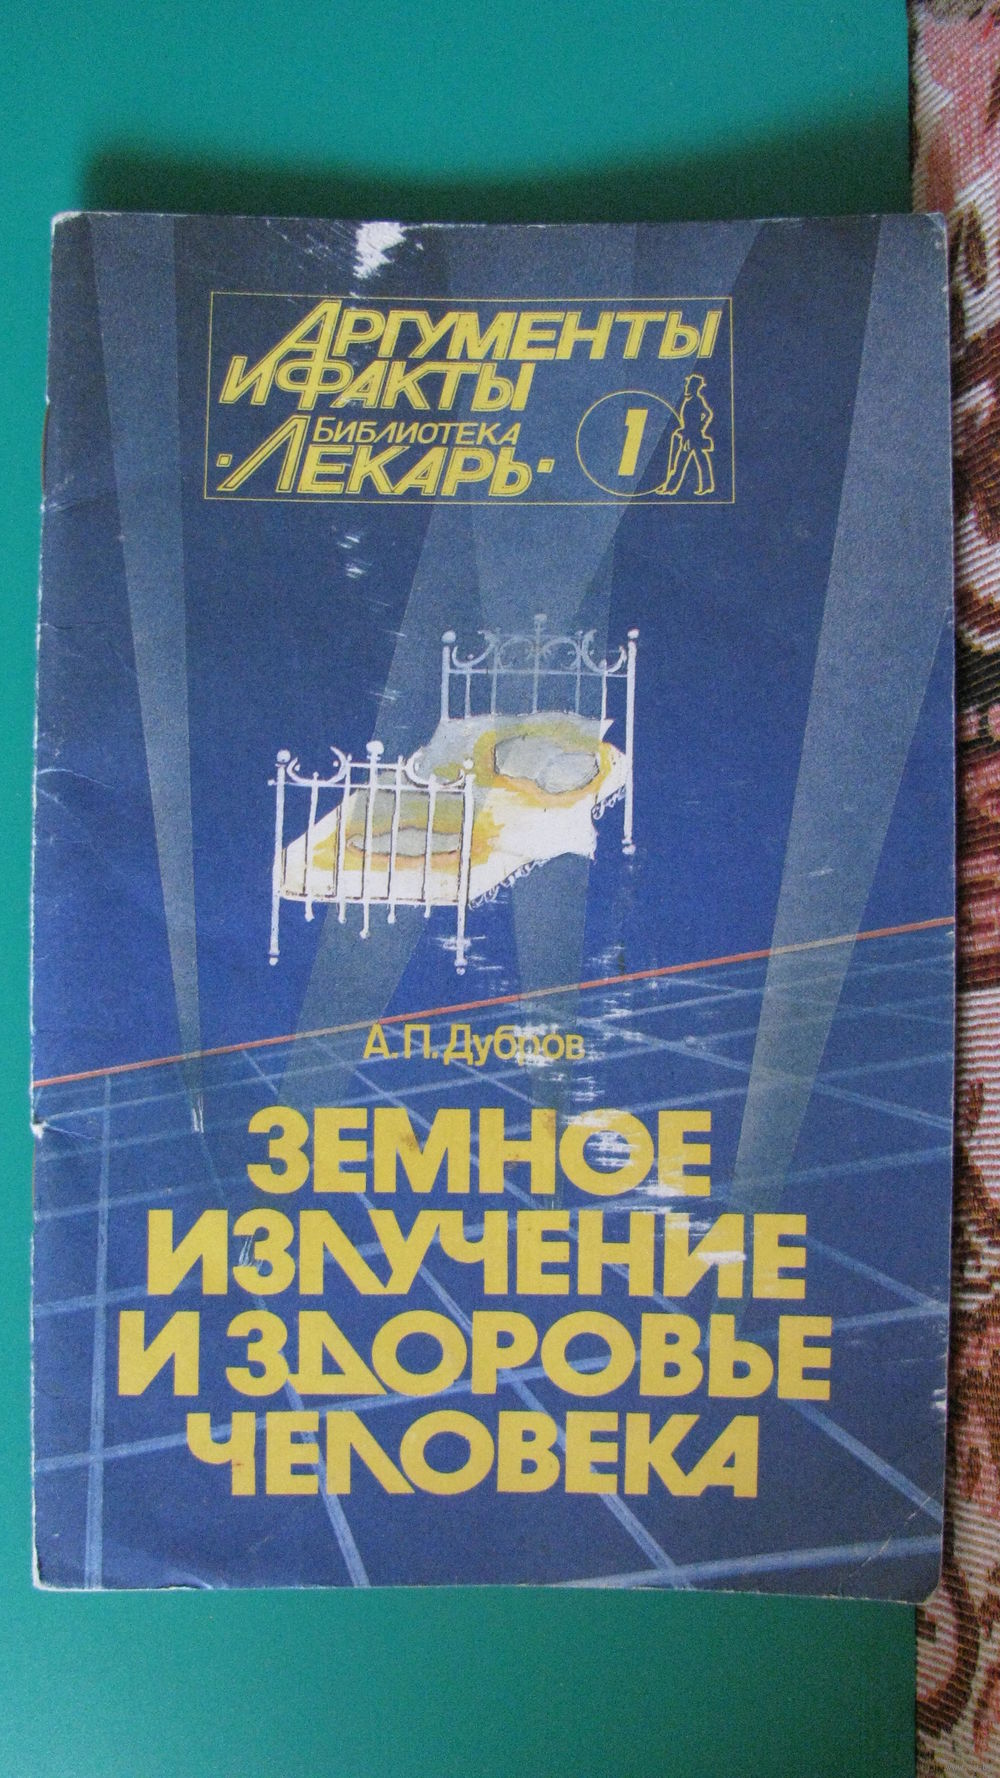 АРГУМЕНТЫ
И ФАКТЫ
БИБЛИОТЕКА
·ЛЕКАРЬ·
1
А.П.Дубров
ЗЕМНОЕ
ИЗЛУЧЕНИЕ
И ЗДОРОВЬЕ
ЧЕЛОВЕКА